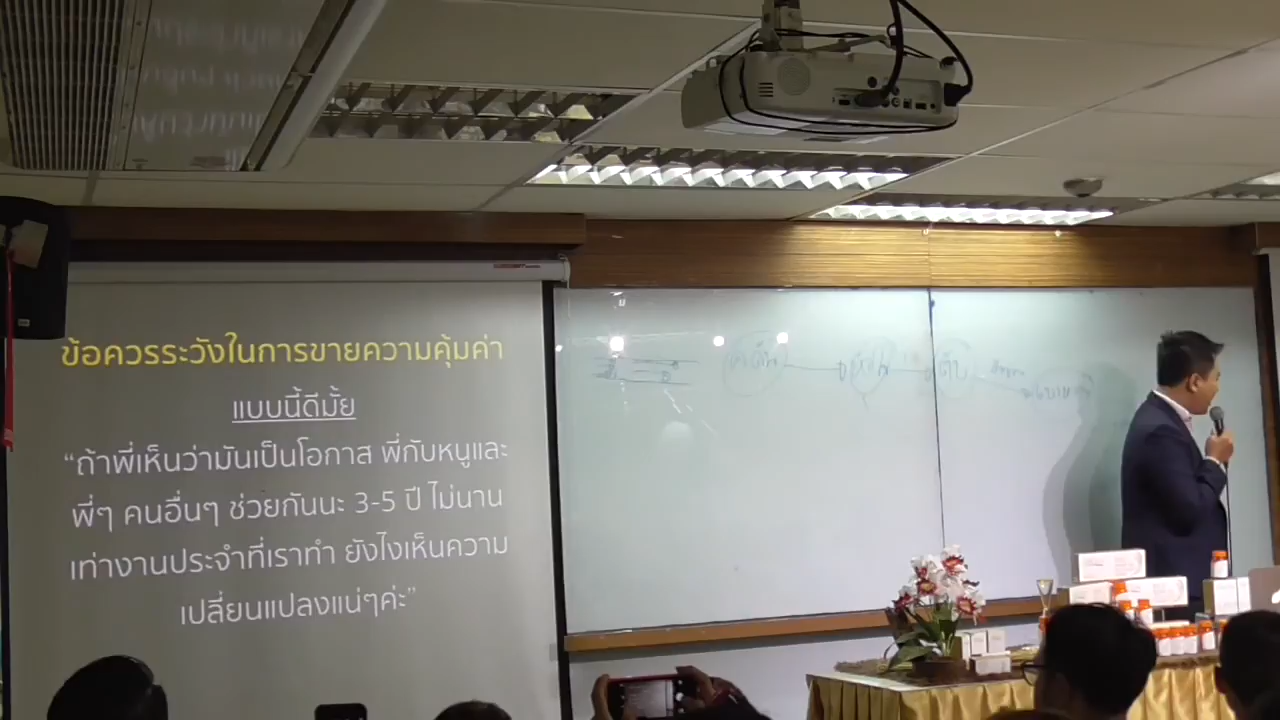 ข้อควรระวังในการขายความคุ้มค่า
แบบนี้ดีมั้ย
“ถ้าพี่เห็นว่ามันเป็นโอกาส พี่กับหนูและ
พี่ๆ คนอื่นๆ ช่วยกันนะ 3-5 ปี ไม่นาน
เท่างานประจำที่เราทำ ยังไงเห็นความ
เปลี่ยนแปลงแน่ๆค่ะ”